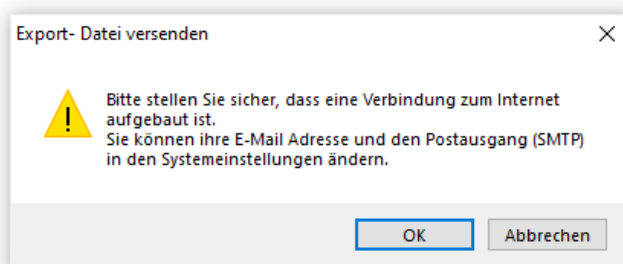 Export- Datei versenden
Bitte stellen Sie sicher, dass eine Verbindung zum Internet
aufgebaut ist.
Sie können ihre E-Mail Adresse und den Postausgang (SMTP)
in den Systemeinstellungen ändern.
OK
Abbrechen